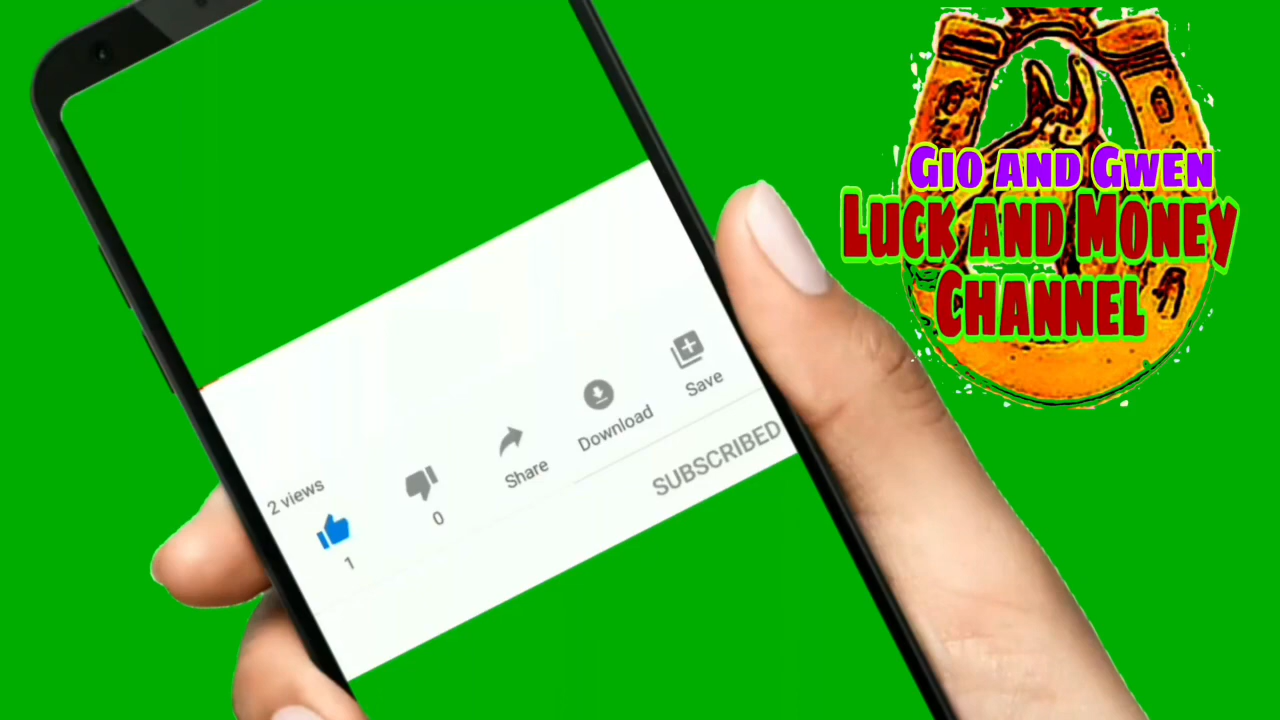 Gio and Gwen
Luck and Money
Channel
2 views
1
0
Share
Download
Save
SUBSCRIBED